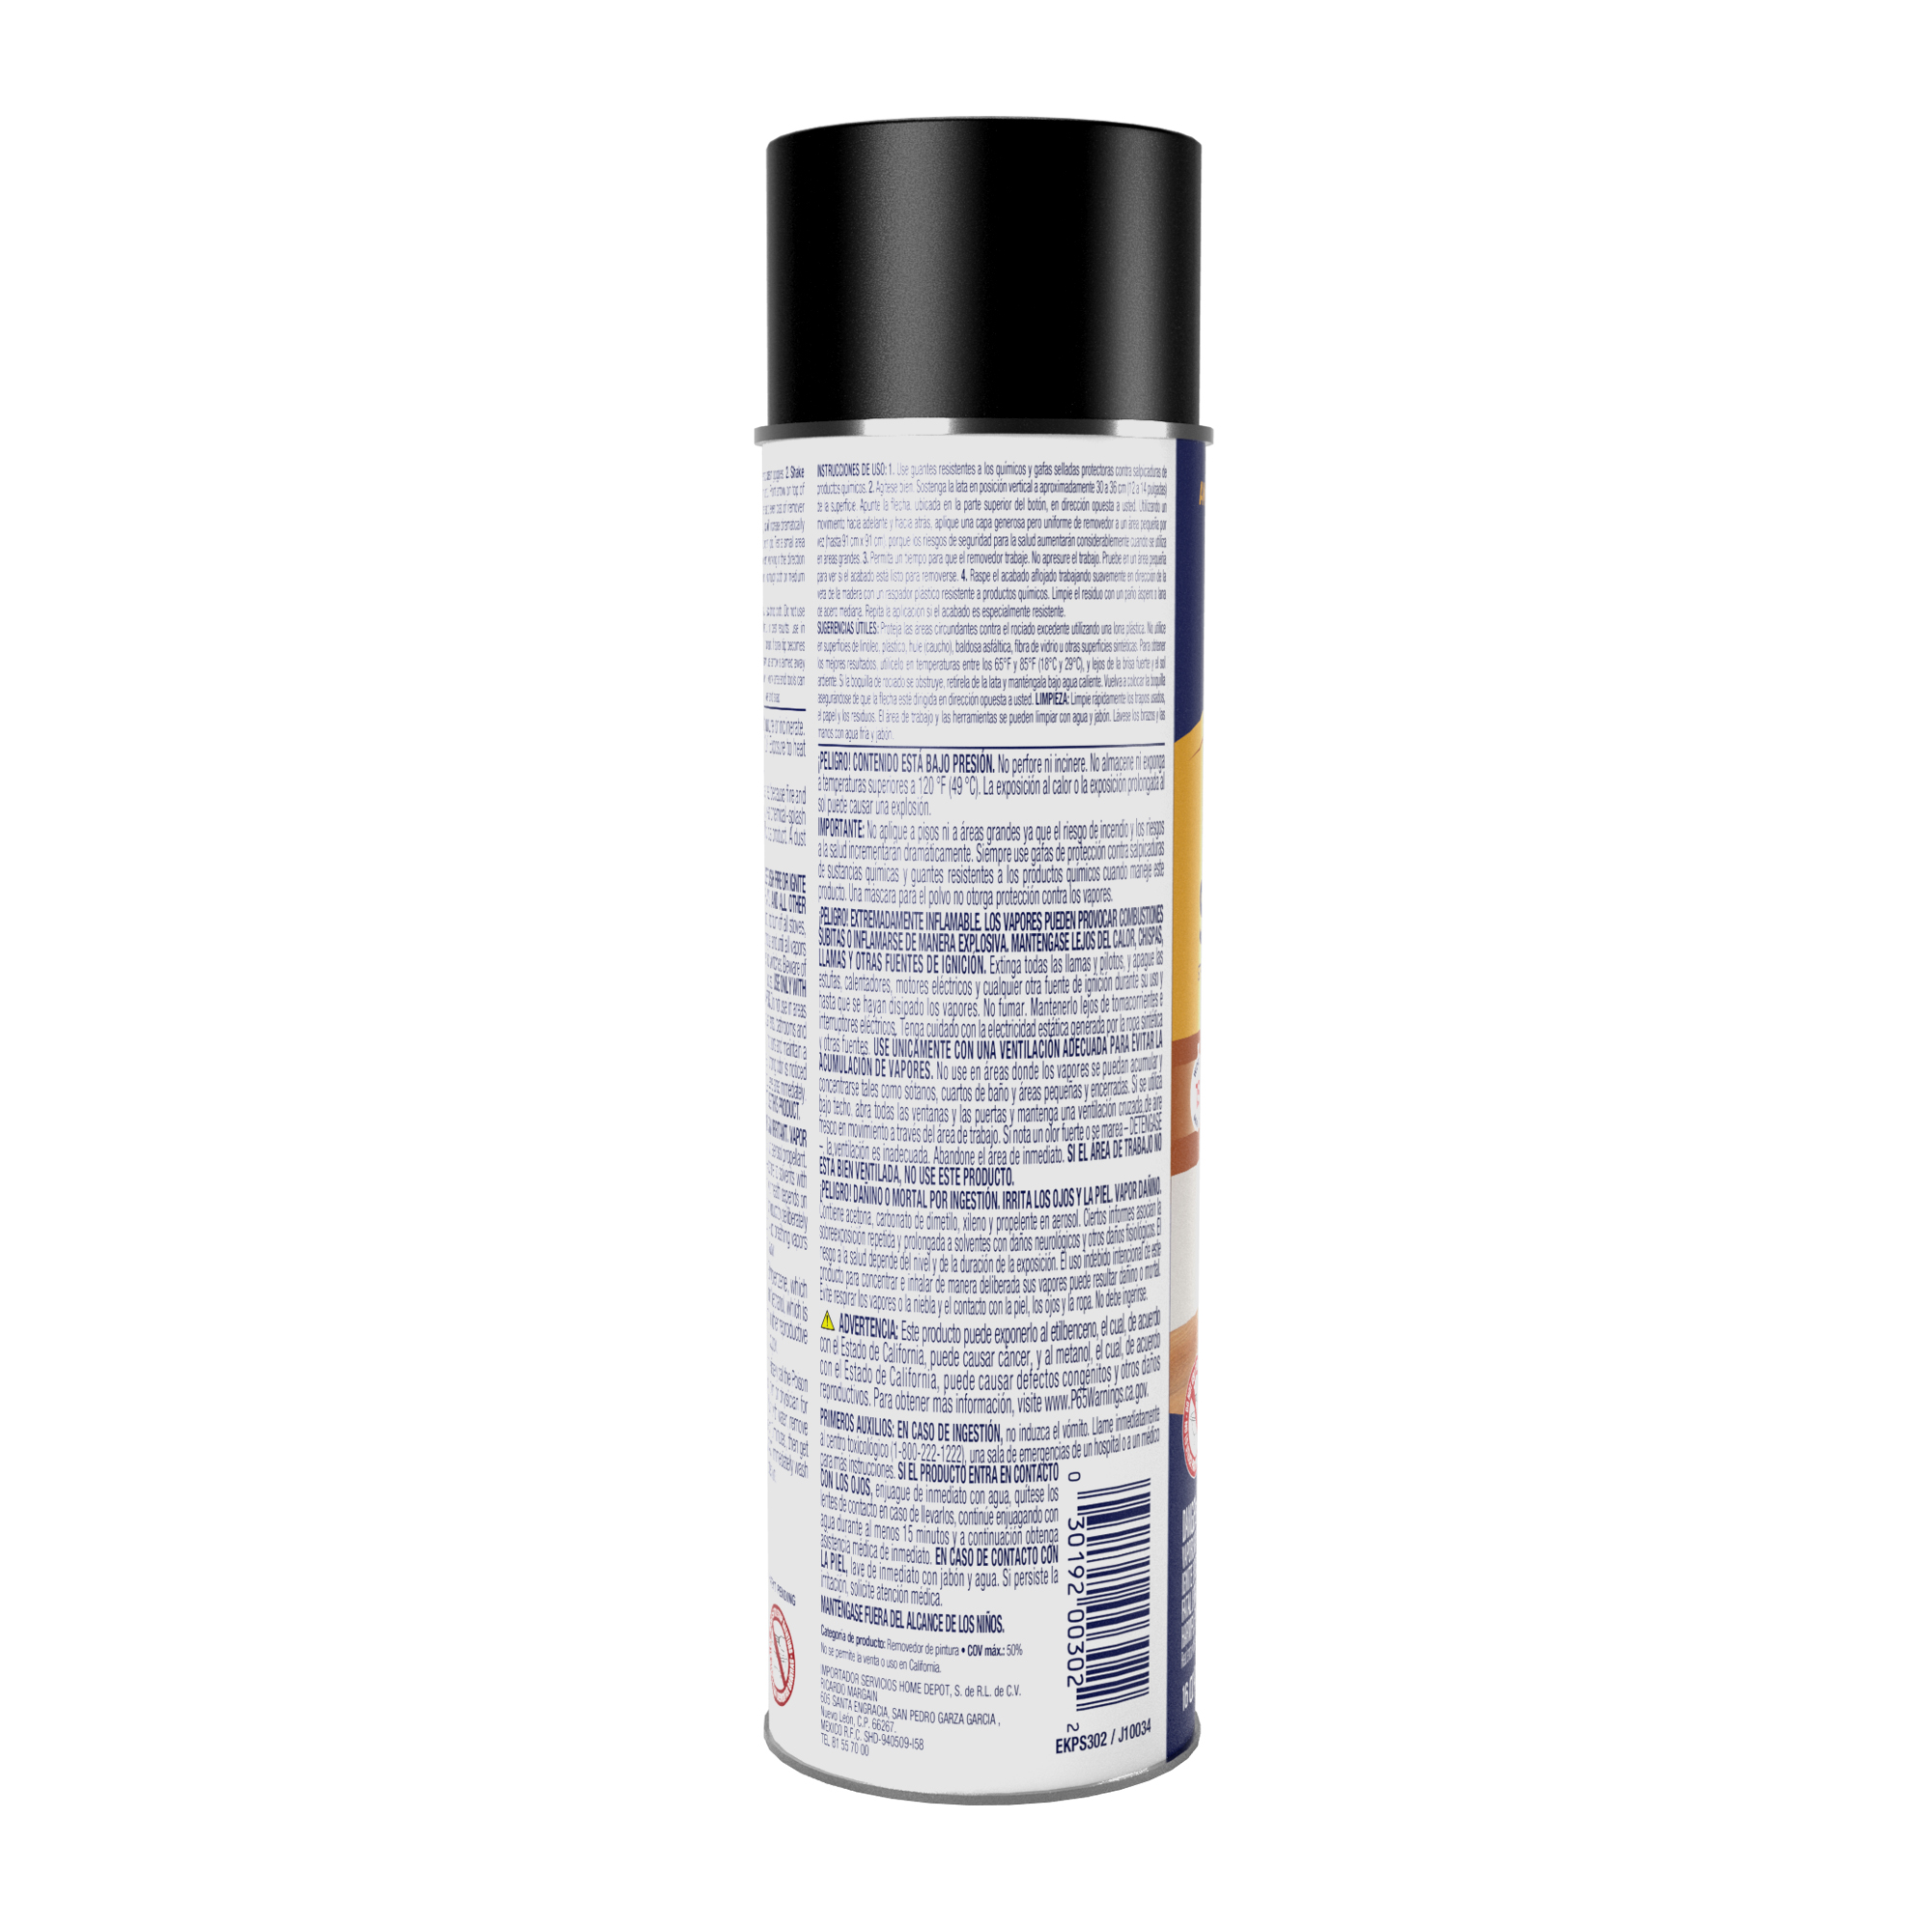 INSTRUCCIONES DE USO: 1. Use guantes resistentes a los químicos y gafas selladas protectoras contra salpicaduras de
productos químicos. 2. Agítese bien. Sostenga la lata en posición vertical a aproximadamente 30 a 36 cm (12 a 14 pulgadas)
de la superficie. Apunte la flecha, ubicada en la parte superior del botón, en dirección opuesta a usted. Utilizando un
movimiento hacia adelante y hacia atrás, aplique una capa generosa pero uniforme de removedor a un área pequeña por
vez (hasta 91 cm x 91 cm), porque los riesgos de seguridad para la salud aumentarán considerablemente cuando se utiliza
en áreas grandes. 3. Permita un tiempo para que el removedor trabaje. No apresure el trabajo. Pruebe en un área pequeña
para ver si el acabado está listo para removerse. 4. Raspe el acabado aflojado trabajando suavemente en dirección de la
veta de la madera con un raspador plástico resistente a productos químicos. Limpie el residuo con un paño áspero o lana
de acero mediana. Repita la aplicación si el acabado es especialmente resistente.
SUGERENCIAS ÚTILES: Proteja las áreas circundantes contra el rociado excedente utilizando una lona plástica. No utilice
en superficies de linóleo, plástico, hule (caucho), baldosa asfáltica, fibra de vidrio u otras superficies sintéticas. Para obtener
los mejores resultados, utilícelo en temperaturas entre los 65°F y 85°F (18°C y 29°C), y lejos de la brisa fuerte y el sol
ardiente. Si la boquilla de rociado se obstruye, retírela de la lata y manténgala bajo agua caliente. Vuelva a colocar la boquilla
asegurándose de que la flecha esté dirigida en dirección opuesta a usted. LIMPIEZA: Limpie rápidamente los trapos usados,
el papel y los residuos. El área de trabajo y las herramientas se pueden limpiar con agua y jabón. Lávese los brazos y las
manos con agua fría y jabón.
¡PELIGRO! CONTENIDO ESTÁ BAJO PRESIÓN. No perfore ni incinere. No almacene ni exponga
a temperaturas superiores a 120 °F (49 °C). La exposición al calor o la exposición prolongada al
sol puede causar una explosión.
IMPORTANTE: No aplique a pisos ni a áreas grandes ya que el riesgo de incendio y los riesgos
a la salud incrementarán dramáticamente. Siempre use gafas de protección contra salpicaduras
de sustancias químicas y guantes resistentes a los productos químicos cuando maneje este
producto. Una máscara para el polvo no otorga protección contra los vapores.
¡PELIGRO! EXTREMADAMENTE INFLAMABLE. LOS VAPORES PUEDEN PROVOCAR COMBUSTIONES
SÚBITAS O INFLAMARSE DE MANERA EXPLOSIVA. MANTÉNGASE LEJOS DEL CALOR, CHISPAS,
LLAMAS Y OTRAS FUENTES DE IGNICIÓN. Extinga todas las llamas y pilotos, y apague las
estufas, calentadores, motores eléctricos y cualquier otra fuente de ignición durante su uso y
hasta que se hayan disipado los vapores. No fumar. Mantenerlo lejos de tomacorrientes e
interruptores eléctricos. Tenga cuidado con la electricidad estática generada por la ropa sintética
y otras fuentes. USE ÚNICAMENTE CON UNA VENTILACIÓN ADECUADA PARA EVITAR LA
ACUMULACIÓN DE VAPORES. No use en áreas donde los vapores se puedan acumular y
concentrarse tales como sótanos, cuartos de baño y áreas pequeñas y encerradas. Si se utiliza
bajo techo, abra todas las ventanas y las puertas y mantenga una ventilación cruzada de aire
fresco en movimiento a través del área de trabajo. Si nota un olor fuerte o se marea – DETÉNGASE
– la ventilación es inadecuada. Abandone el área de inmediato. SI EL ÁREA DE TRABAJO NO
ESTÁ BIEN VENTILADA, NO USE ESTE PRODUCTO.
¡PELIGRO! DAÑINO O MORTAL POR INGESTIÓN. IRRITA LOS OJOS Y LA PIEL. VAPOR DAÑINO.
Contiene acetona, carbonato de dimetilo, xileno y propelente en aerosol. Ciertos informes asocian la
sobreexposición repetida y prolongada a solventes con daños neurológicos y otros daños fisiológicos. El
riesgo a la salud depende del nivel y de la duración de la exposición. El uso indebido intencional de este
producto para concentrar e inhalar de manera deliberada sus vapores puede resultar dañino o mortal.
Evite respirar los vapores o la niebla y el contacto con la piel, los ojos y la ropa. No debe ingerirse.
ADVERTENCIA: Este producto puede exponerlo al etilbenceno, el cual, de acuerdo
con el Estado de California, puede causar cáncer, y al metanol, el cual, de acuerdo
con el Estado de California, puede causar defectos congénitos y otros daños
reproductivos. Para obtener más información, visite www.P65Warnings.ca.gov.
PRIMEROS AUXILIOS: EN CASO DE INGESTIÓN, no induzca el vómito. Llame inmediatamente
al centro toxicológico (1-800-222-1222), una sala de emergencias de un hospital o a un médico
para más instrucciones. SI EL PRODUCTO ENTRA EN CONTACTO
CON LOS OJOS, enjuague de inmediato con agua, quítese los
lentes de contacto en caso de llevarlos, continúe enjuagando con
agua durante al menos 15 minutos y a continuación obtenga
asistencia médica de inmediato. EN CASO DE CONTACTO CON
LA PIEL, lave de inmediato con jabón y agua. Si persiste la
irritación, solicite atención médica.
MANTÉNGASE FUERA DEL ALCANCE DE LOS NIÑOS.
Categoría de producto: Removedor de pintura • COV máx.: 50%
No se permite la venta o uso en California.
IMPORTADOR SERVICIOS HOME DEPOT, S. de R.L. de C.V.
RICARDO MARGAIN
605 SANTA ENGRACIA, SAN PEDRO GARZA GARCIA,
Nuevo León, C.P. 66267.
MÉXICO R.F.C. SHD-940509-I58
TEL 81 55 70 00
0 30192 00302 2
EKPS302 / J10034